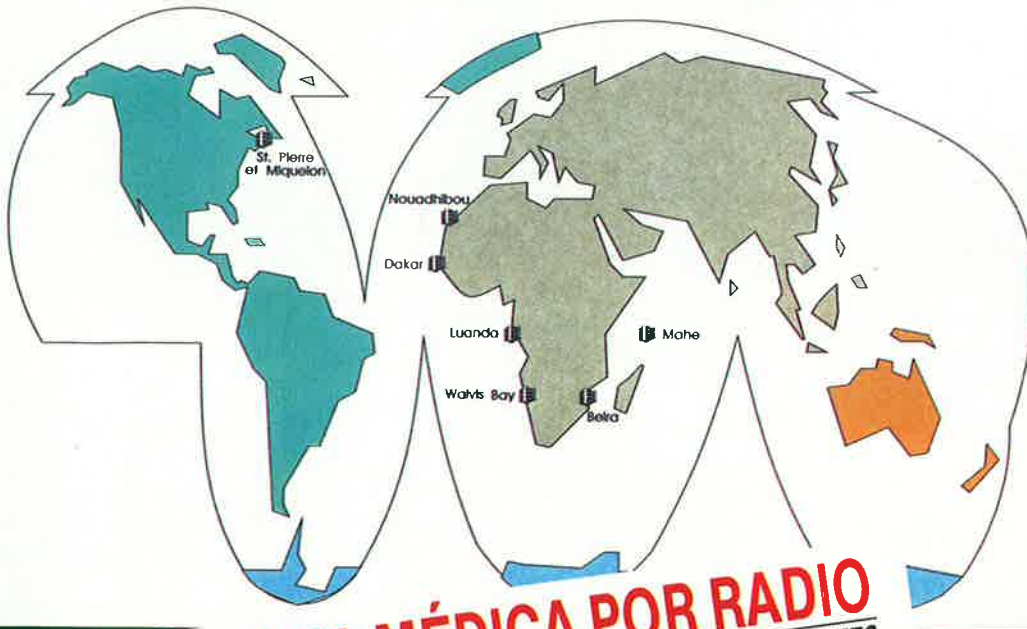 St. Pierre
et Miquelon
Nouadhibou
Dakar
Luanda
Mahe
Walvis Bay
Beira
MÉDICA POR RADIO